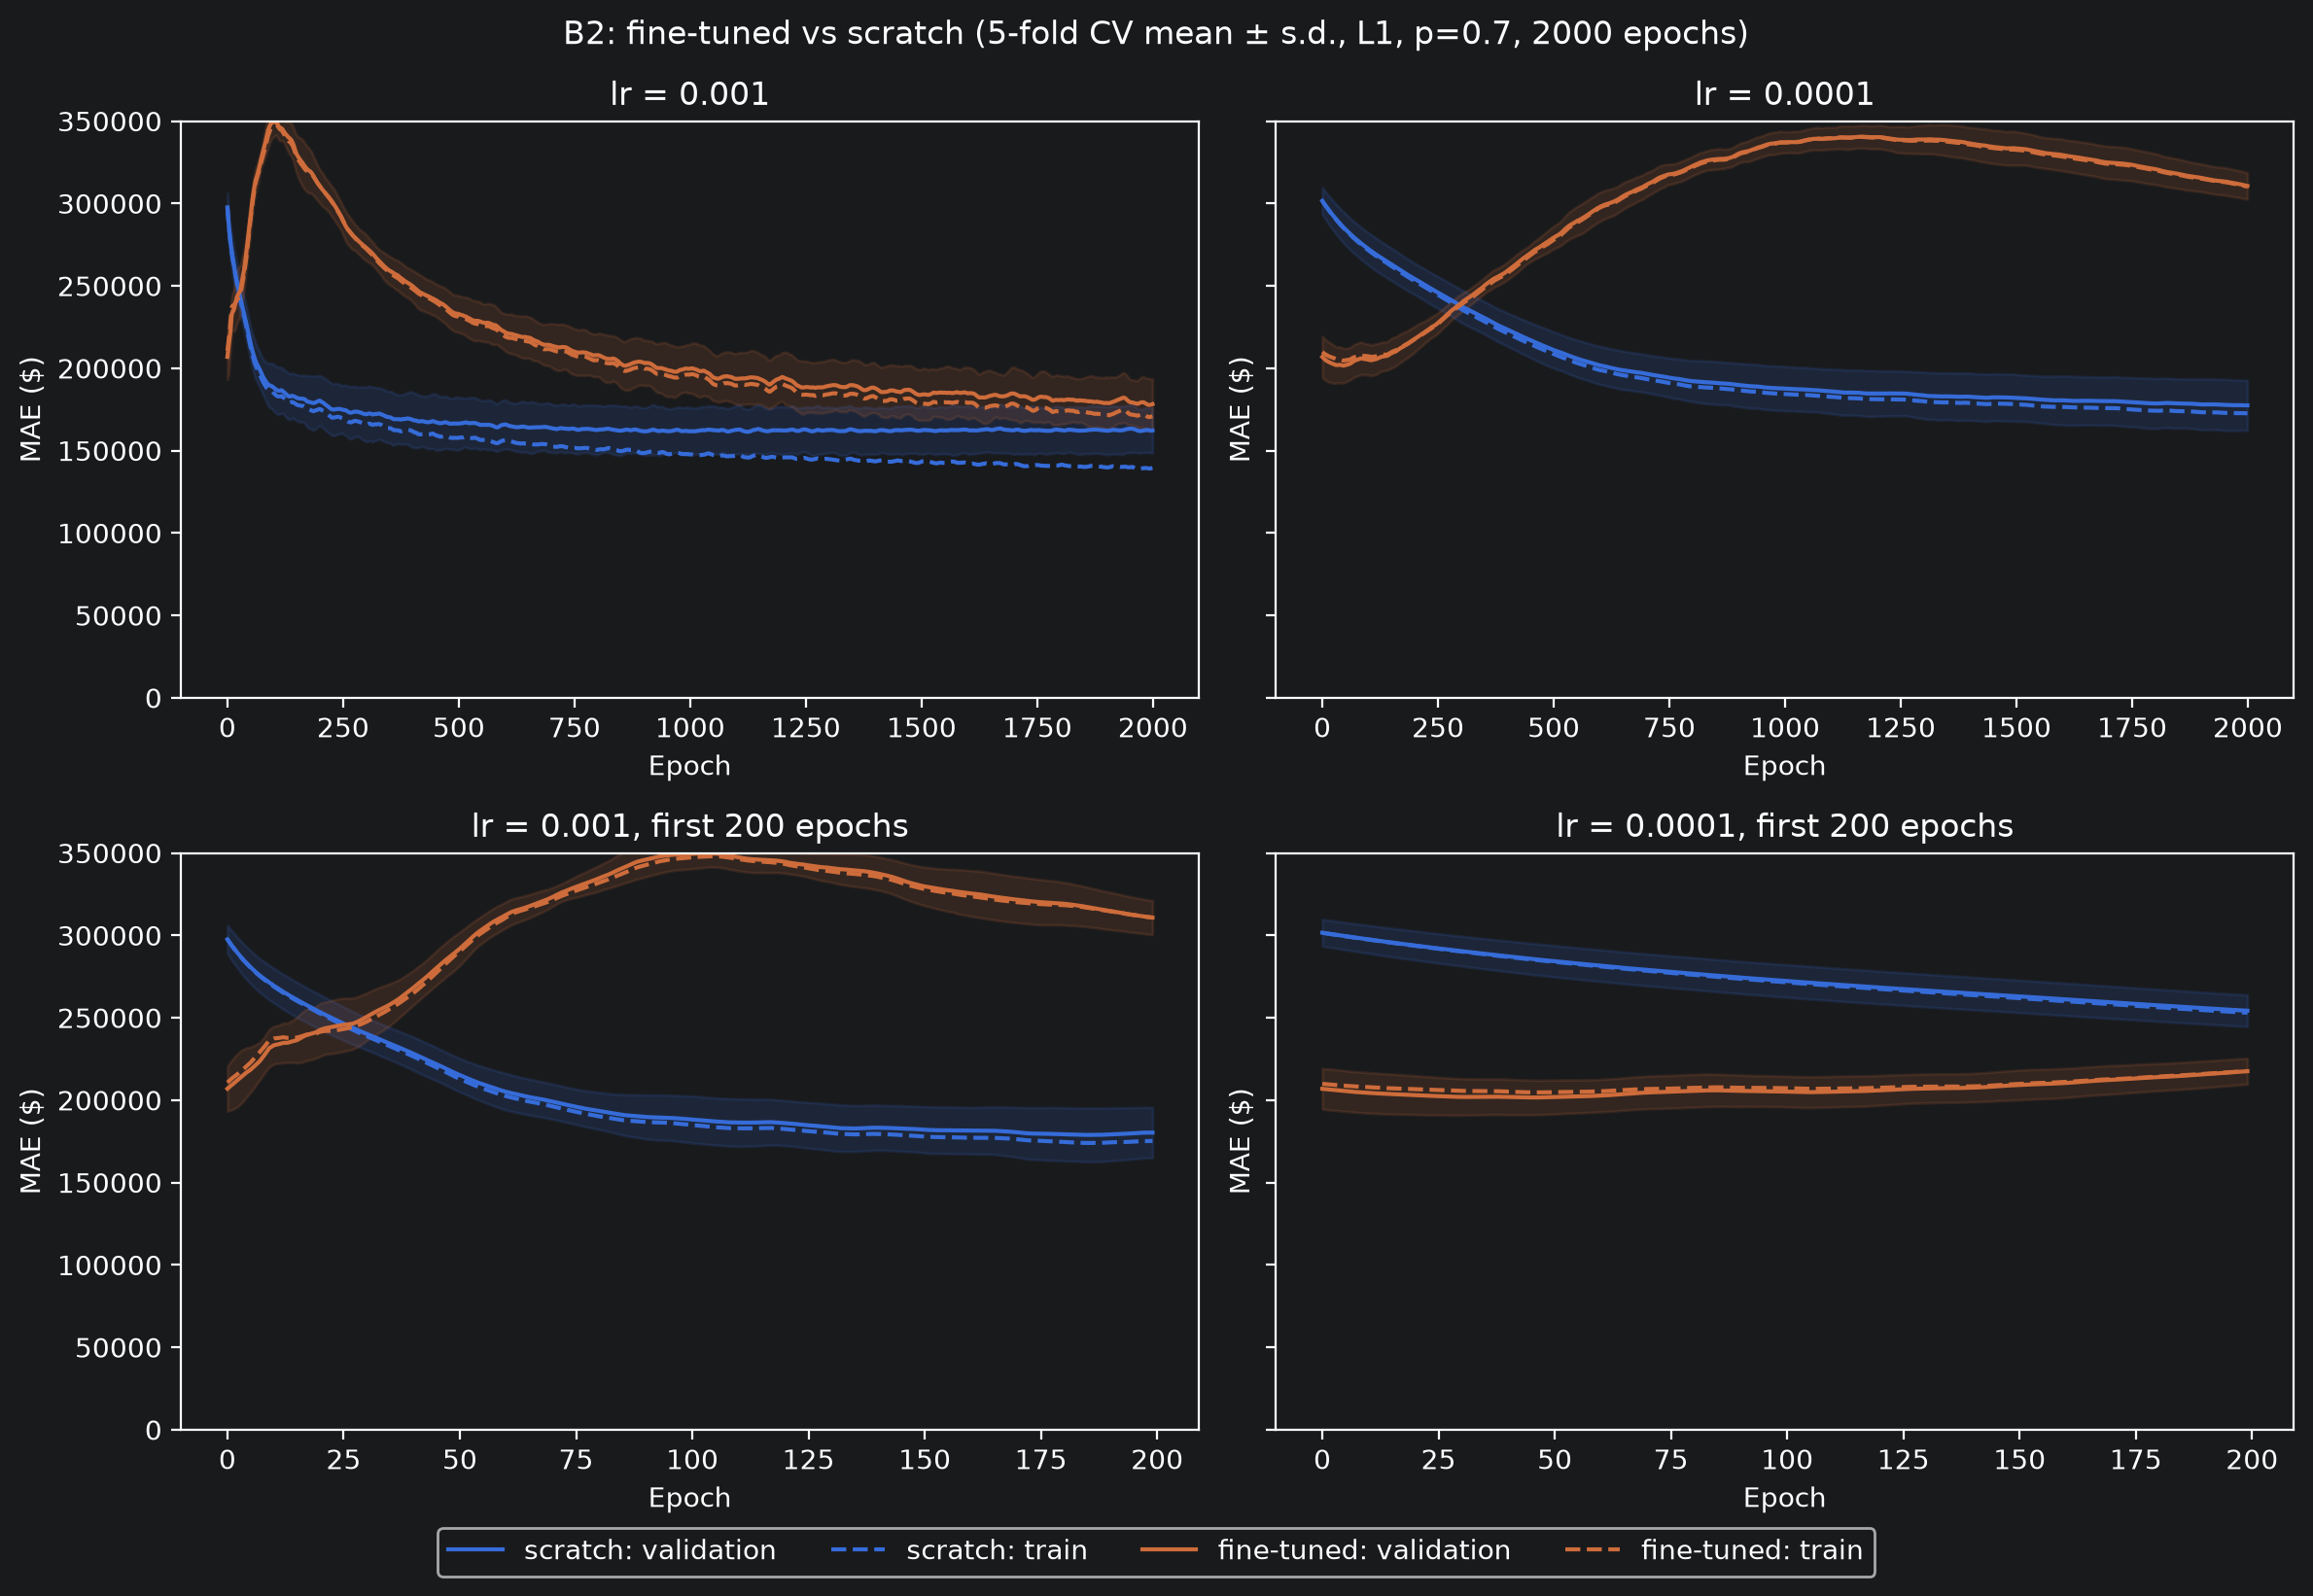 B2: fine-tuned vs scratch (5-fold CV mean ± s.d., L1, p=0.7, 2000 epochs)
lr = 0.001
350000
300000
250000
200000
150000
100000
50000
0
MAE ($)
0 250 500 750 1000 1250 1500 1750 2000
Epoch
lr = 0.0001
MAE ($)
0 250 500 750 1000 1250 1500 1750 2000
Epoch
lr = 0.001, first 200 epochs
350000
300000
250000
200000
150000
100000
50000
0
MAE ($)
0 25 50 75 100 125 150 175 200
Epoch
lr = 0.0001, first 200 epochs
MAE ($)
0 25 50 75 100 125 150 175 200
Epoch
scratch: validation scratch: train fine-tuned: validation fine-tuned: train